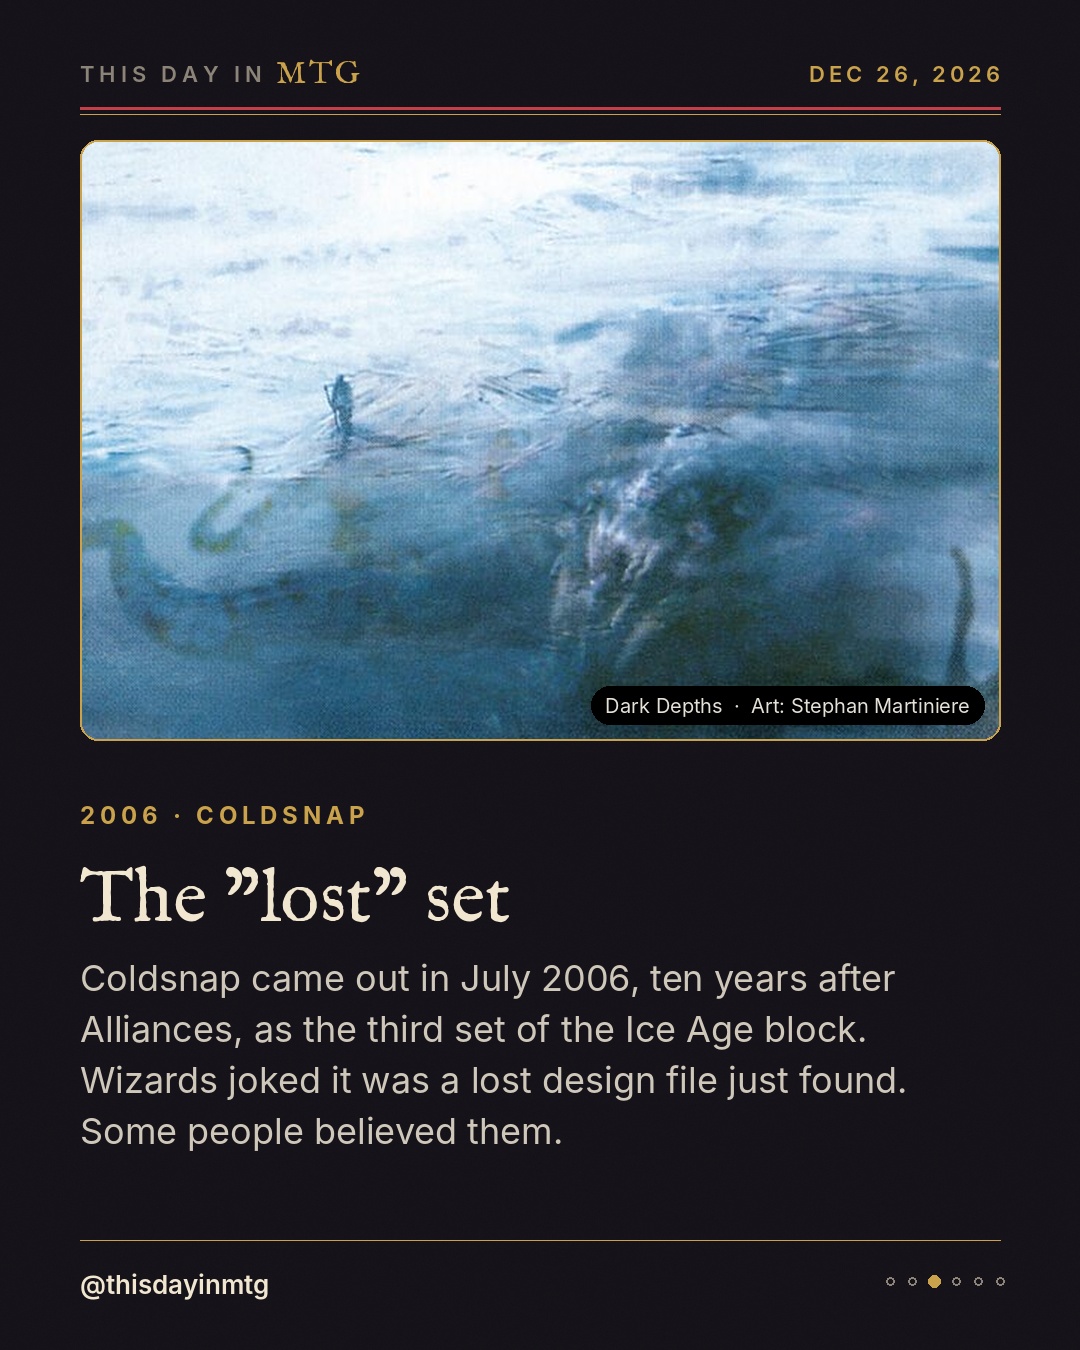 THIS DAY IN MTG
DEC 26, 2026
Dark Depths · Art: Stephan Martiniere
2006 · COLDSNAP
The ”lost” set
Coldsnap came out in July 2006, ten years after
Alliances, as the third set of the Ice Age block.
Wizards joked it was a lost design file just found.
Some people believed them.
@thisdayinmtg